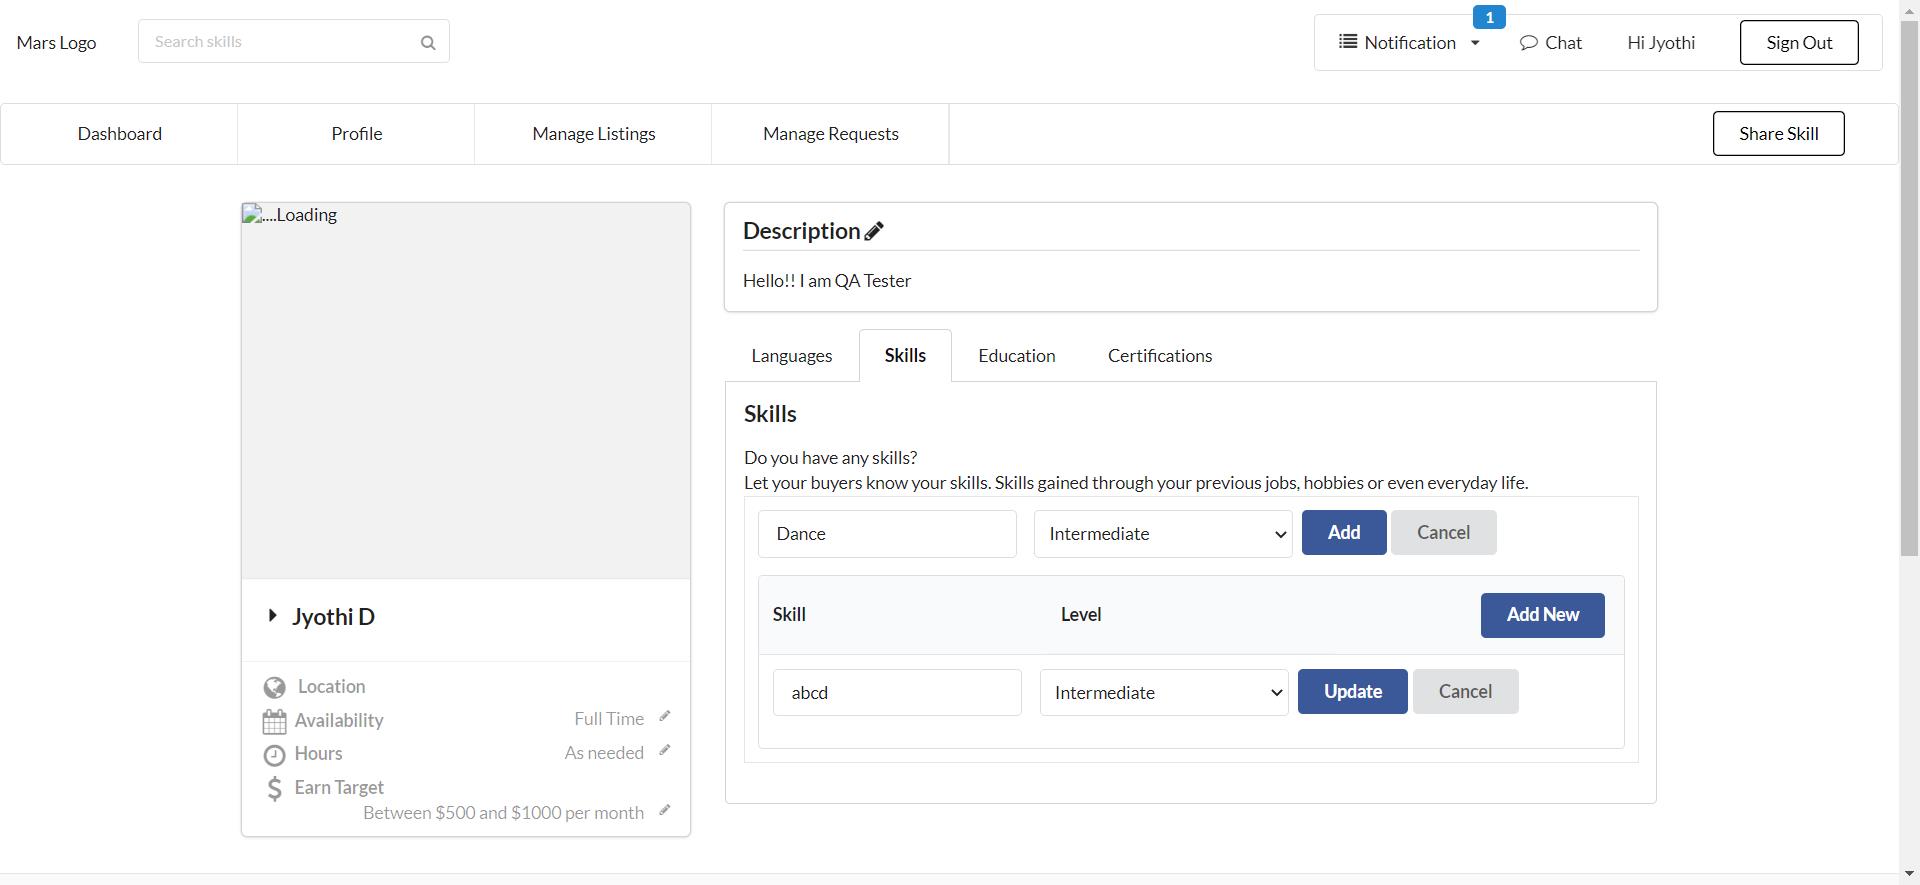 Mars Logo
Search skills
Notification
1
Chat
Hi Jyothi
Sign Out
Dashboard
Profile
Manage Listings
Manage Requests
Share Skill
....Loading
Jyothi D
Location
Availability
Full Time
Hours
As needed
Earn Target
Between $500 and $1000 per month
Description
Hello!! I am QA Tester
Languages
Skills
Education
Certifications
Skills
Do you have any skills?
Let your buyers know your skills. Skills gained through your previous jobs, hobbies or even everyday life.
Dance
Intermediate
Add
Cancel
Skill
Level
Add New
abcd
Intermediate
Update
Cancel